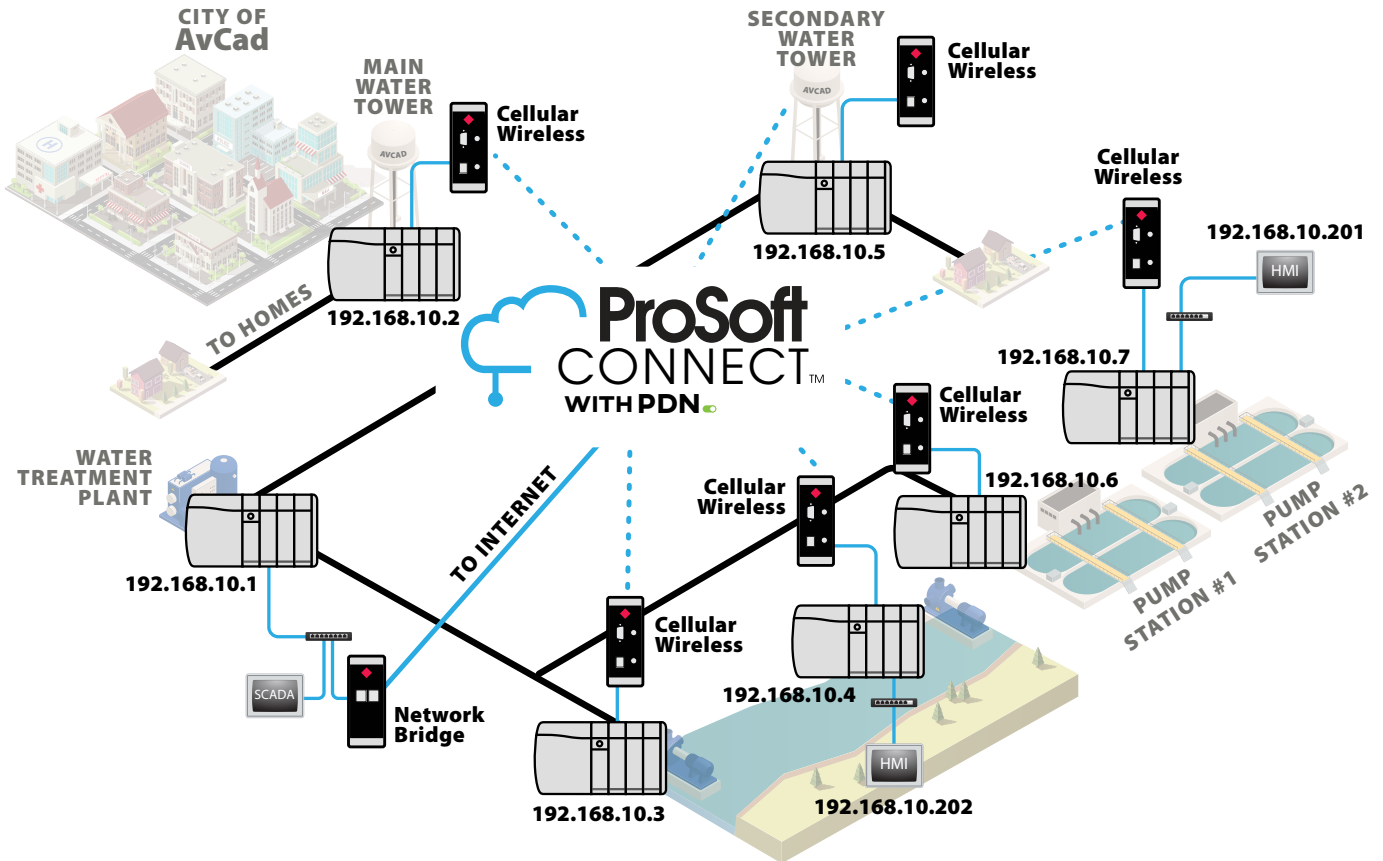 CITY OF
AvCad
MAIN
WATER
TOWER
AVCAD
Cellular
Wireless
192.168.10.2
TO HOMES
SECONDARY
WATER
TOWER
AVCAD
Cellular
Wireless
192.168.10.5
Cellular
Wireless
192.168.10.201
HMI
192.168.10.7
ProSoft
CONNECT™
WITH PDN
Cellular
Wireless
192.168.10.6
PUMP
STATION #2
PUMP
STATION #1
WATER
TREATMENT
PLANT
192.168.10.1
SCADA
Network
Bridge
TO INTERNET
Cellular
Wireless
192.168.10.3
Cellular
Wireless
192.168.10.4
HMI
192.168.10.202
H